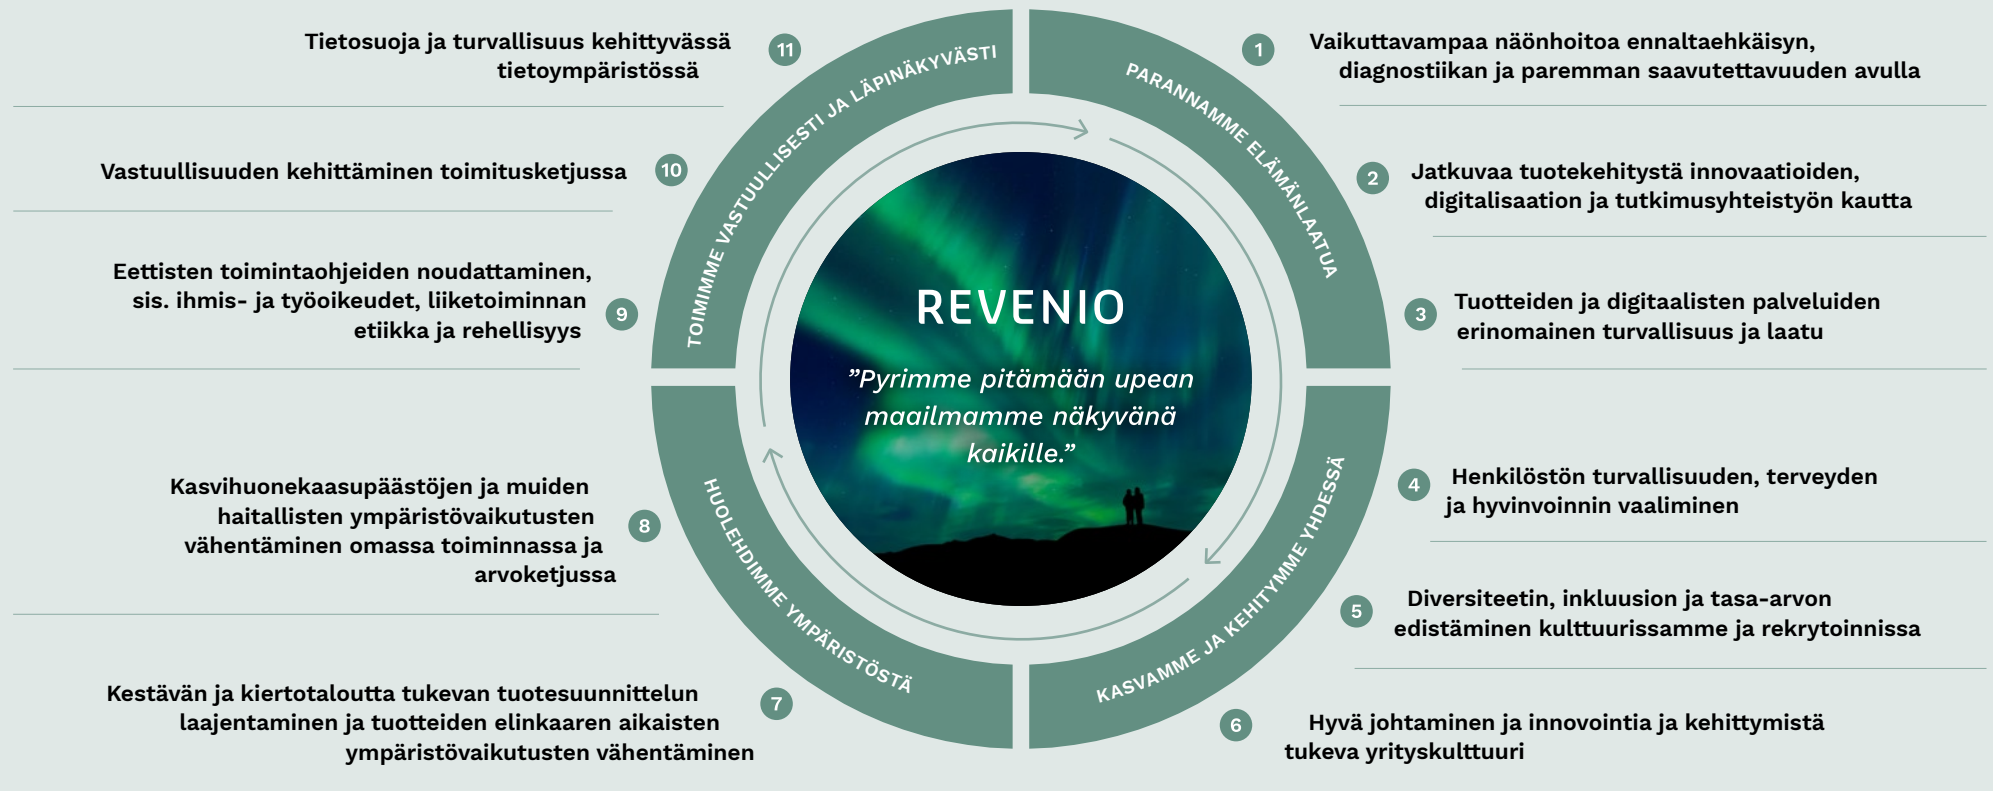 REVENIO
”Pyrimme pitämään upean
maailmamme näkyvänä
kaikille.”
PARANNAMME ELÄMÄNLAATUA
1
Vaikuttavampaa näönhoitoa ennaltaehkäisyn,
diagnostiikan ja paremman saavutettavuuden avulla
2
Jatkuvaa tuotekehitystä innovaatioiden,
digitalisaation ja tutkimusyhteistyön kautta
3
Tuotteiden ja digitaalisten palveluiden
erinomainen turvallisuus ja laatu
KASVAMME JA KEHITYMME YHDESSÄ
4
Henkilöstön turvallisuuden, terveyden
ja hyvinvoinnin vaaliminen
5
Diversiteetin, inkluusion ja tasa-arvon
edistäminen kulttuurissamme ja rekrytoinnissa
6
Hyvä johtaminen ja innovointia ja kehittymistä
tukeva yrityskulttuuri
HUOLEHDIMME YMPÄRISTÖSTÄ
7
Kestävän ja kiertotaloutta tukevan tuotesuunnittelun
laajentaminen ja tuotteiden elinkaaren aikaisten
ympäristövaikutusten vähentäminen
8
Kasvihuonekaasupäästöjen ja muiden
haitallisten ympäristövaikutusten
vähentäminen omassa toiminnassa ja
arvoketjussa
TOIMIMME VASTUULLISESTI JA LÄPINÄKYVÄSTI
9
Eettisten toimintaohjeiden noudattaminen,
sis. ihmis- ja työoikeudet, liiketoiminnan
etiikka ja rehellisyys
10
Vastuullisuuden kehittäminen toimitusketjussa
11
Tietosuoja ja turvallisuus kehittyvässä
tietoympäristössä